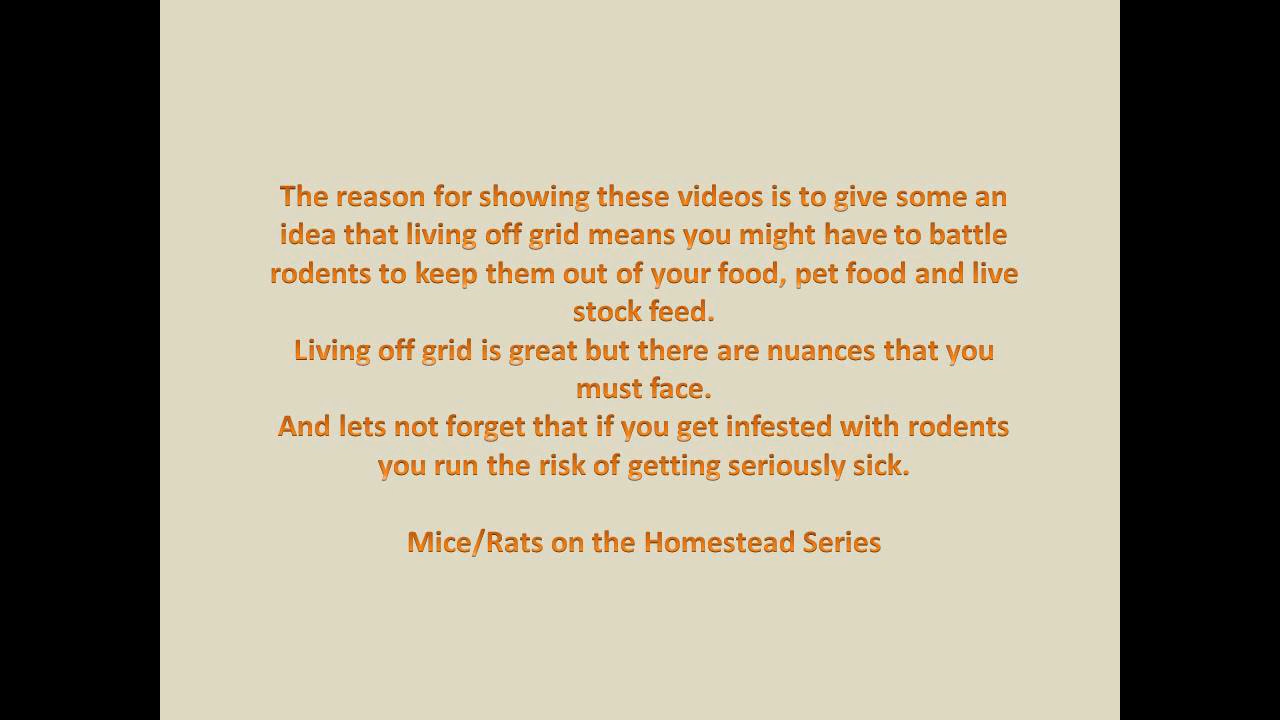 The reason for showing these videos is to give some an
idea that living off grid means you might have to battle
rodents to keep them out of your food, pet food and live
stock feed.
Living off grid is great but there are nuances that you
must face.
And lets not forget that if you get infested with rodents
you run the risk of getting seriously sick.
Mice/Rats on the Homestead Series